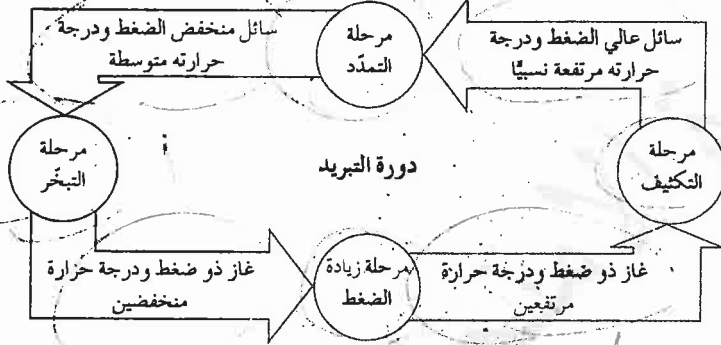 سائل عالي الضغط ودرجة
حرارته مرتفعة نسبيًّا
مرحلة
التمدّد
سائل منخفض الضغط ودرجة
حرارته متوسطة
مرحلة
التكثيف
دورة التبريد
مرحلة
التبخّر
غاز ذو ضغط ودرجة حرارة
مرتفعين
مرحلة زيادة
الضغط
غاز ذو ضغط ودرجة حرارة
منخفضين